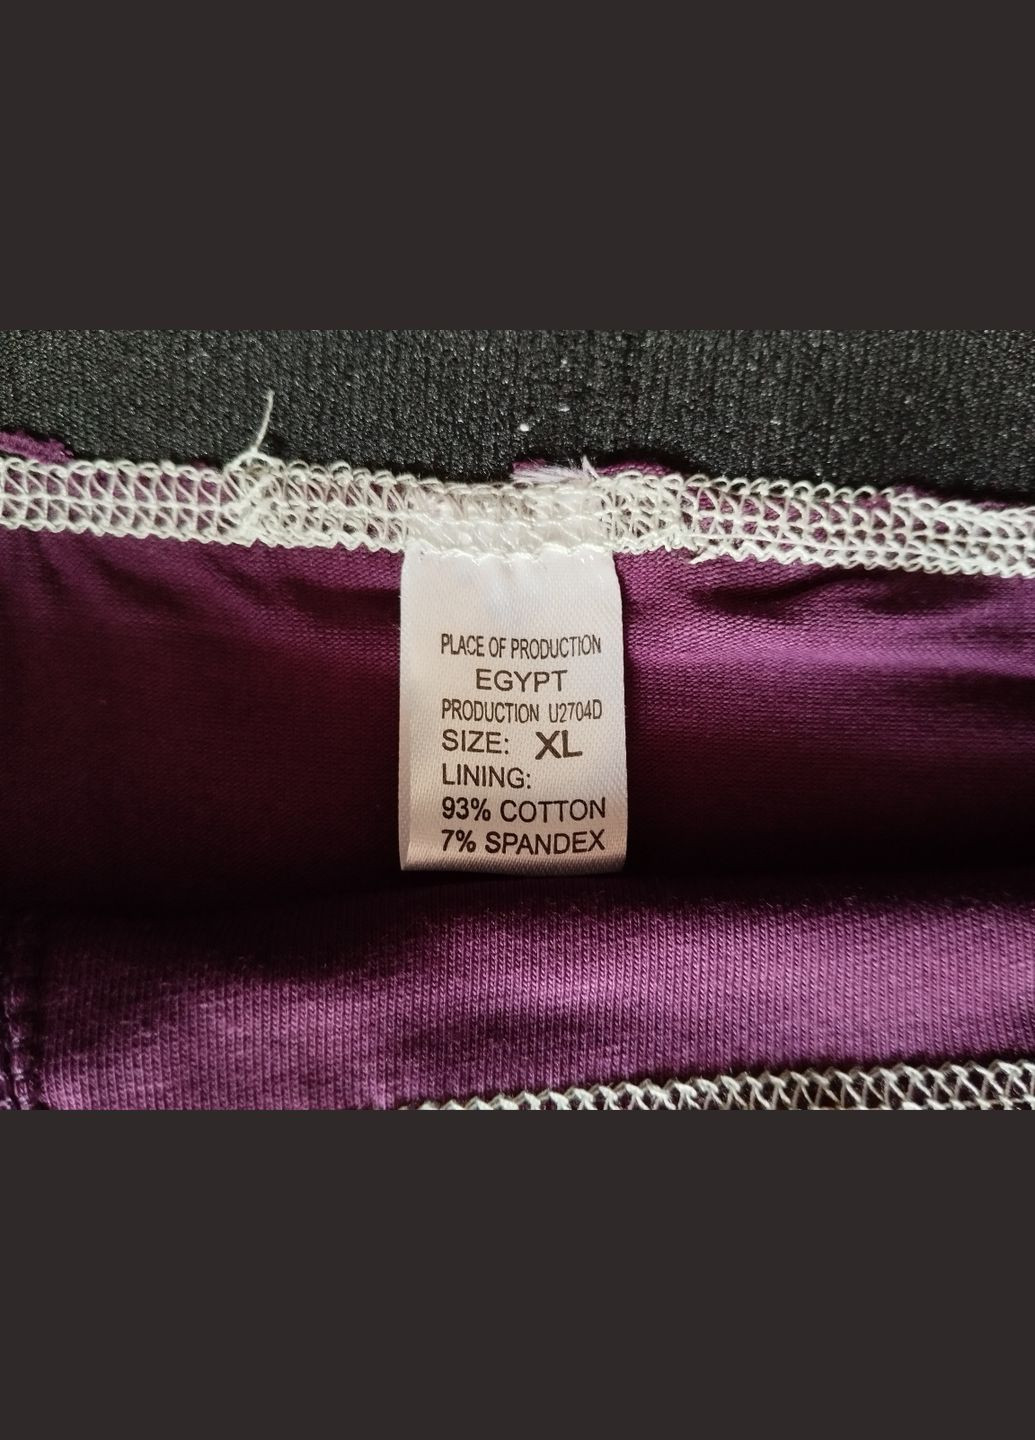 PLACE OF PRODUCTION
EGYPT
PRODUCTION U2704D
SIZE: XL
LINING:
93% COTTON
7% SPANDEX